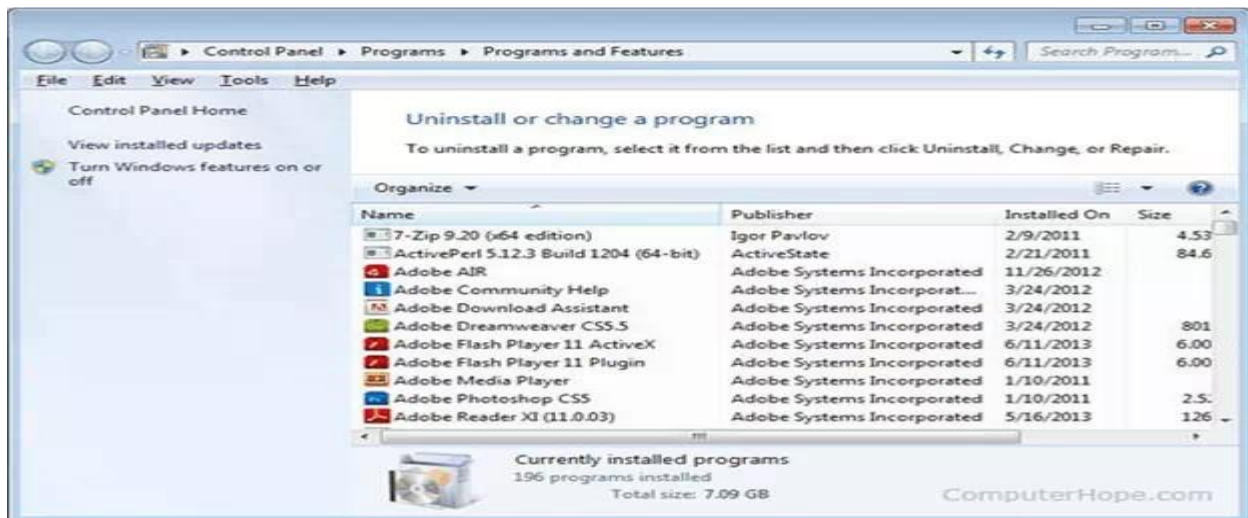 Control Panel ▸ Programs ▸ Programs and Features
Search Program...
File Edit View Tools Help
Control Panel Home
View installed updates
Turn Windows features on or
off
Uninstall or change a program
To uninstall a program, select it from the list and then click Uninstall, Change, or Repair.
Organize
Name Publisher Installed On Size
7-Zip 9.20 (x64 edition) Igor Pavlov 2/9/2011 4.53
ActivePerl 5.12.3 Build 1204 (64-bit) ActiveState 2/21/2011 84.6
Adobe AIR Adobe Systems Incorporated 11/26/2012
Adobe Community Help Adobe Systems Incorporat... 3/24/2012
Adobe Download Assistant Adobe Systems Incorporated 3/24/2012
Adobe Dreamweaver CS5.5 Adobe Systems Incorporated 3/24/2012 801
Adobe Flash Player 11 ActiveX Adobe Systems Incorporated 6/11/2013 6.00
Adobe Flash Player 11 Plugin Adobe Systems Incorporated 6/11/2013 6.00
Adobe Media Player Adobe Systems Incorporated 1/10/2011
Adobe Photoshop CS5 Adobe Systems Incorporated 1/10/2011
Adobe Reader XI (11.0.03) Adobe Systems Incorporated 5/16/2013 126
Currently installed programs
196 programs installed
Total size: 7.09 GB
ComputerHope.com